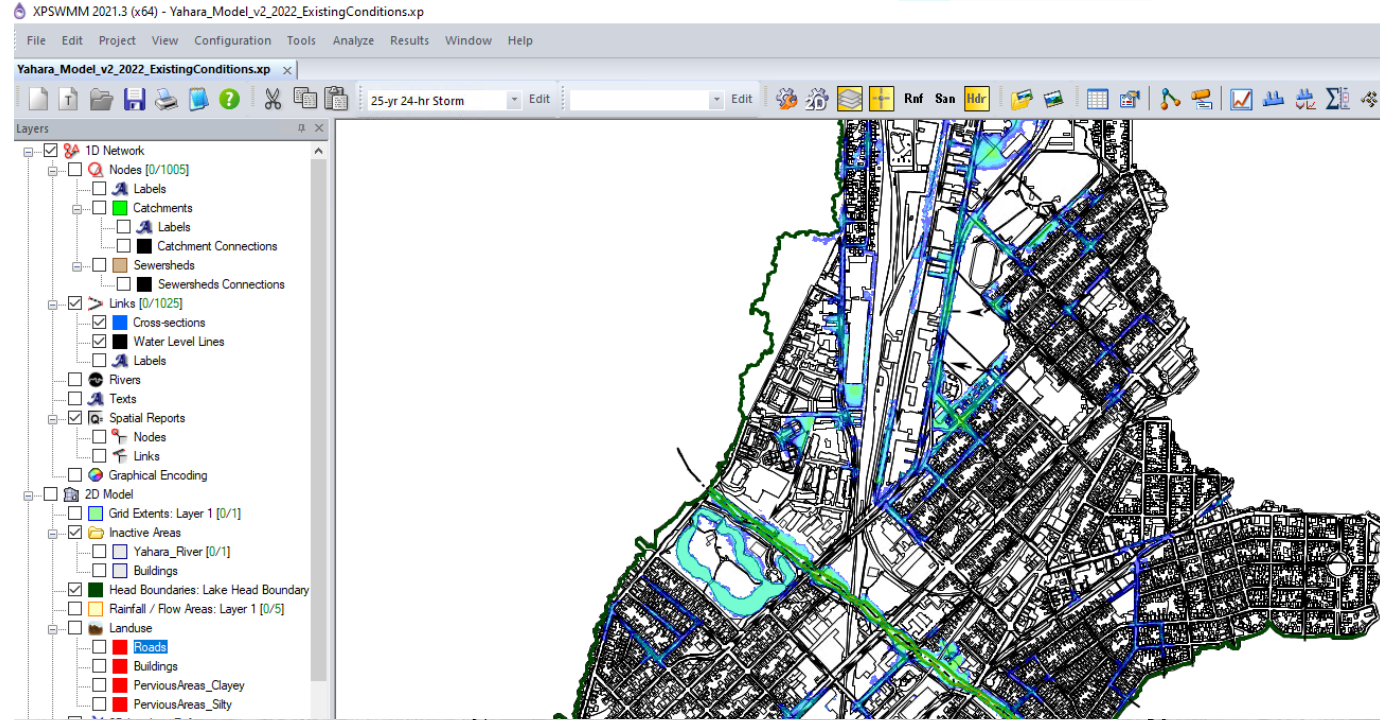 XPSWMM 2021.3 (x64) - Yahara_Model_v2_2022_ExistingConditions.xp
File Edit Project View Configuration Tools Analyze Results Window Help
Yahara_Model_v2_2022_ExistingConditions.xp ×
T ? 25-yr 24-hr Storm Edit Edit 2D Rnf San Hdr
Layers
1D Network
Nodes [0/1005]
A Labels
Catchments
A Labels
Catchment Connections
Sewersheds
Sewersheds Connections
Links [0/1025]
Cross-sections
Water Level Lines
A Labels
Rivers
A Texts
Spatial Reports
Nodes
Links
Graphical Encoding
2D Model
Grid Extents: Layer 1 [0/1]
Inactive Areas
Yahara_River [0/1]
Buildings
Head Boundaries: Lake Head Boundary
Rainfall / Flow Areas: Layer 1 [0/5]
Landuse
Roads
Buildings
PerviousAreas_Clayey
PerviousAreas_Silty